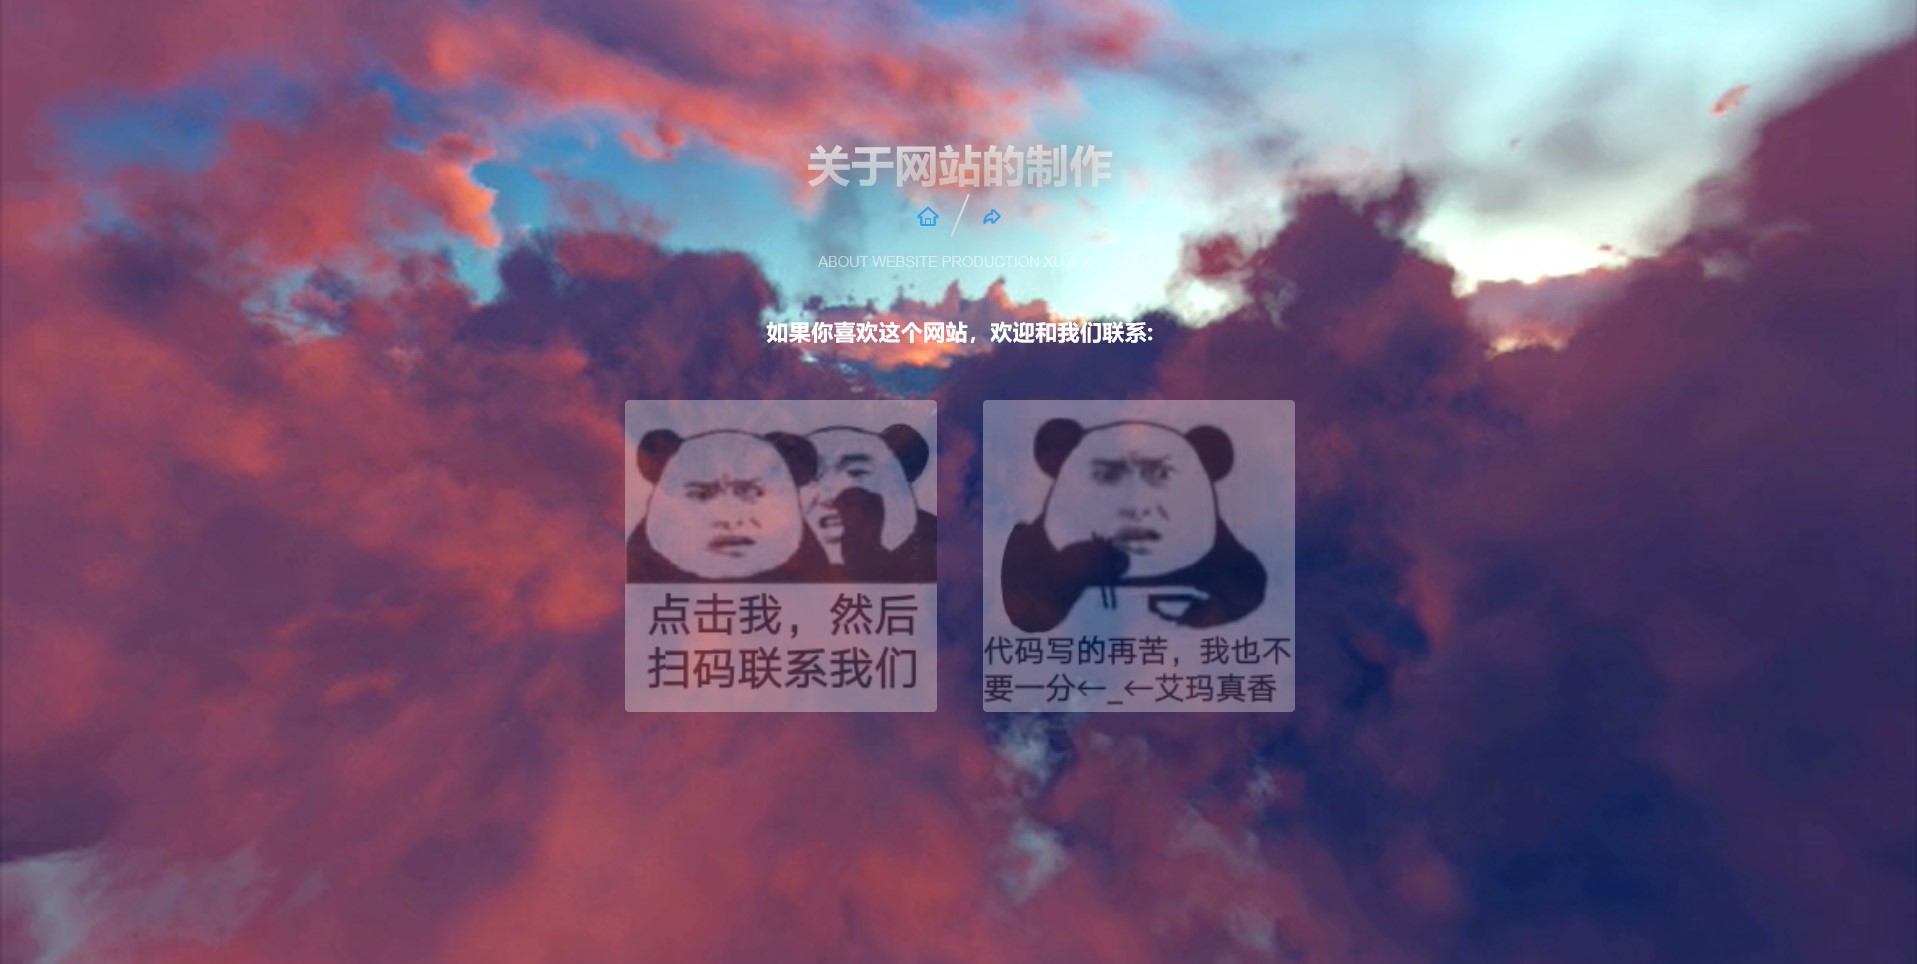 关于网站的制作
ABOUT WEBSITE PRODUCTION XU &
如果你喜欢这个网站，欢迎和我们联系:
点击我，然后
扫码联系我们
代码写的再苦，我也不
要一分←_←艾玛真香